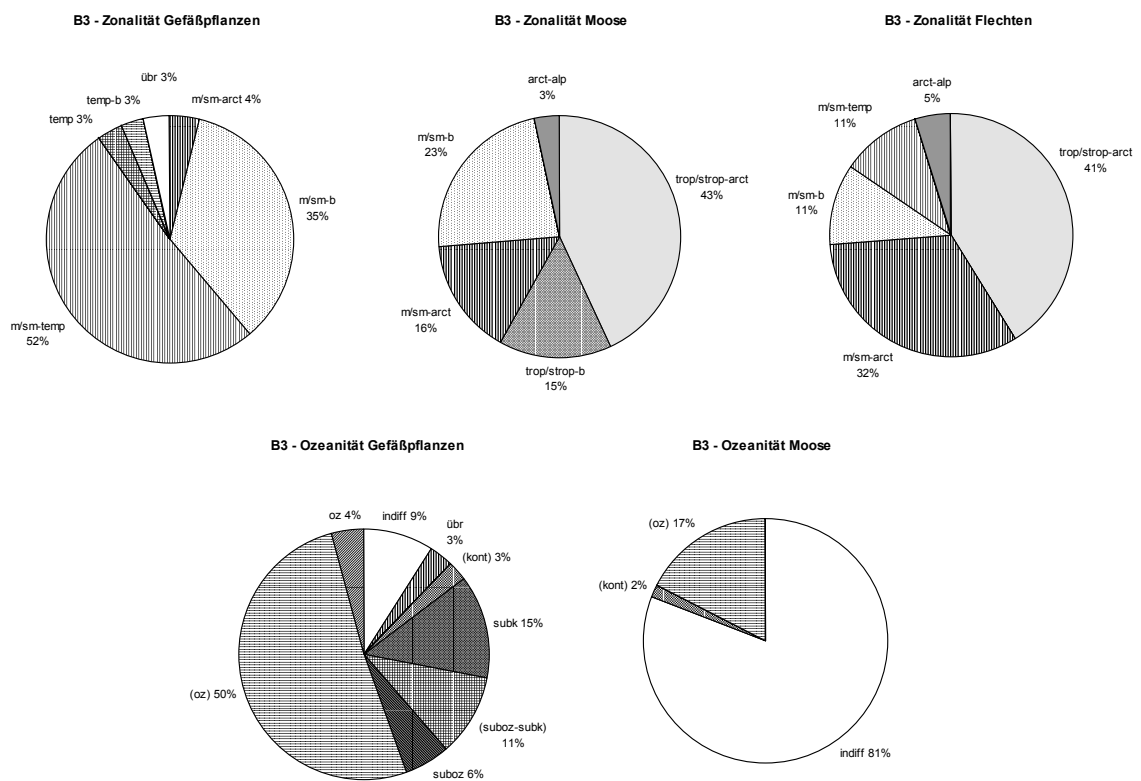 B3 - Zonalität Gefäßpflanzen
übr 3%
temp-b 3%
temp 3%
m/sm-arct 4%
m/sm-b
35%
m/sm-temp
52%
B3 - Zonalität Moose
arct-alp
3%
m/sm-b
23%
trop/strop-arct
43%
m/sm-arct
16%
trop/strop-b
15%
B3 - Zonalität Flechten
arct-alp
5%
m/sm-temp
11%
trop/strop-arct
41%
m/sm-b
11%
m/sm-arct
32%
B3 - Ozeanität Gefäßpflanzen
oz 4%
indiff 9%
übr
3%
(kont) 3%
subk 15%
(oz) 50%
(suboz-subk)
11%
suboz 6%
B3 - Ozeanität Moose
(oz) 17%
(kont) 2%
indiff 81%